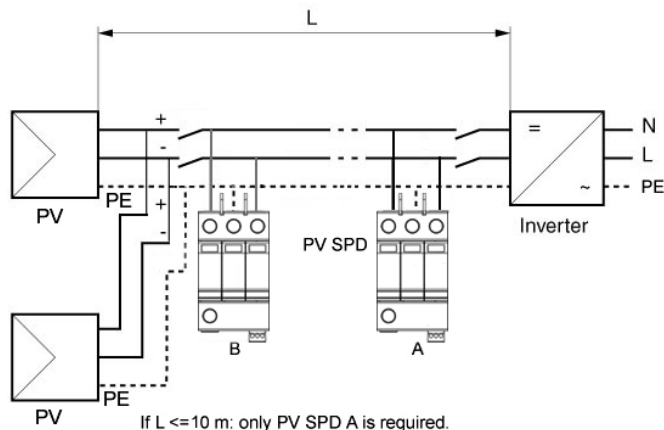 L
+
-
=
N
L
PE
PV
PE
+
-
~
PV SPD
Inverter
B
A
PE
PV
If L <=10 m: only PV SPD A is required.